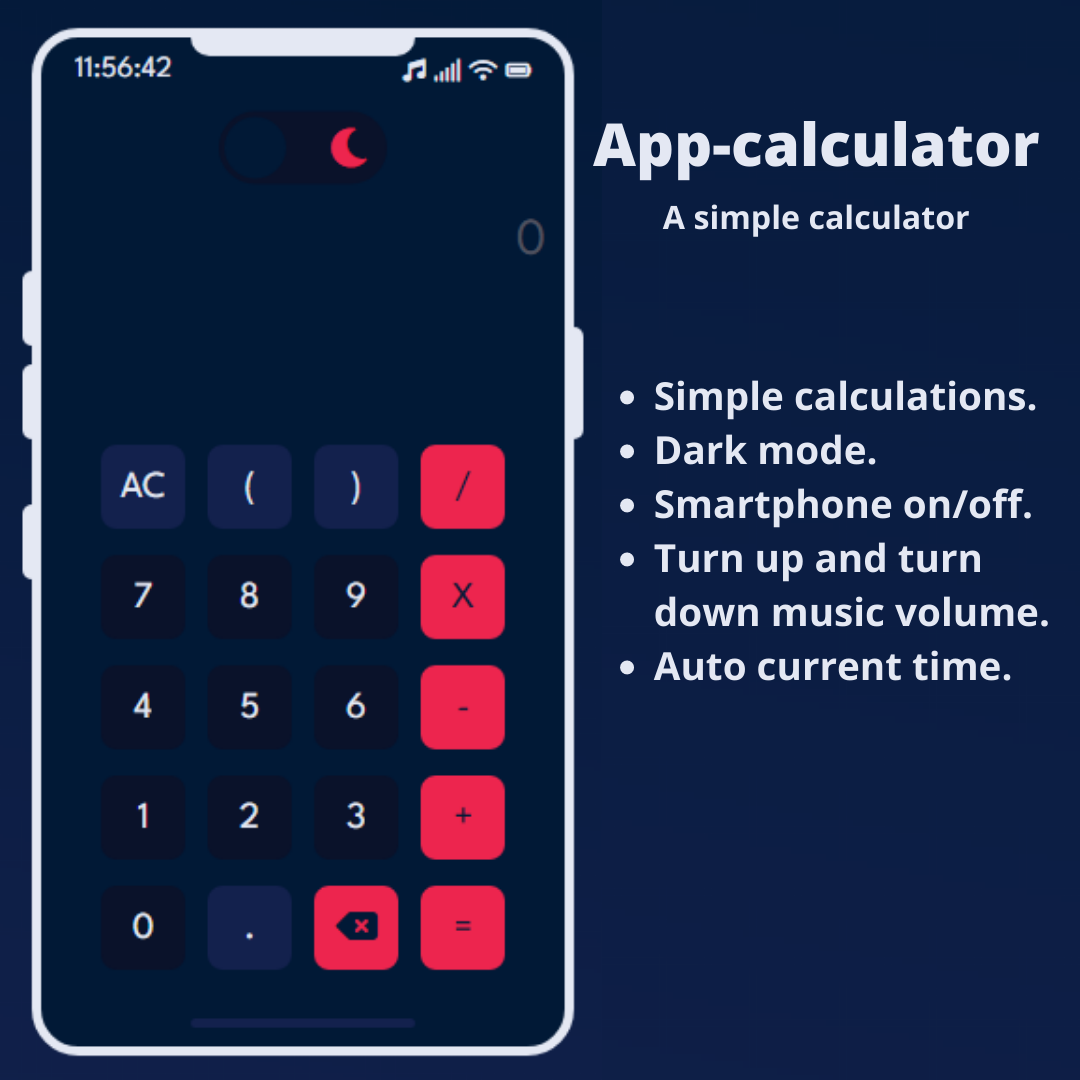 11:56:42
0
AC ( ) /
7 8 9 X
4 5 6 -
1 2 3 +
0 . x =
App-calculator
A simple calculator
• Simple calculations.
• Dark mode.
• Smartphone on/off.
• Turn up and turn
down music volume.
• Auto current time.